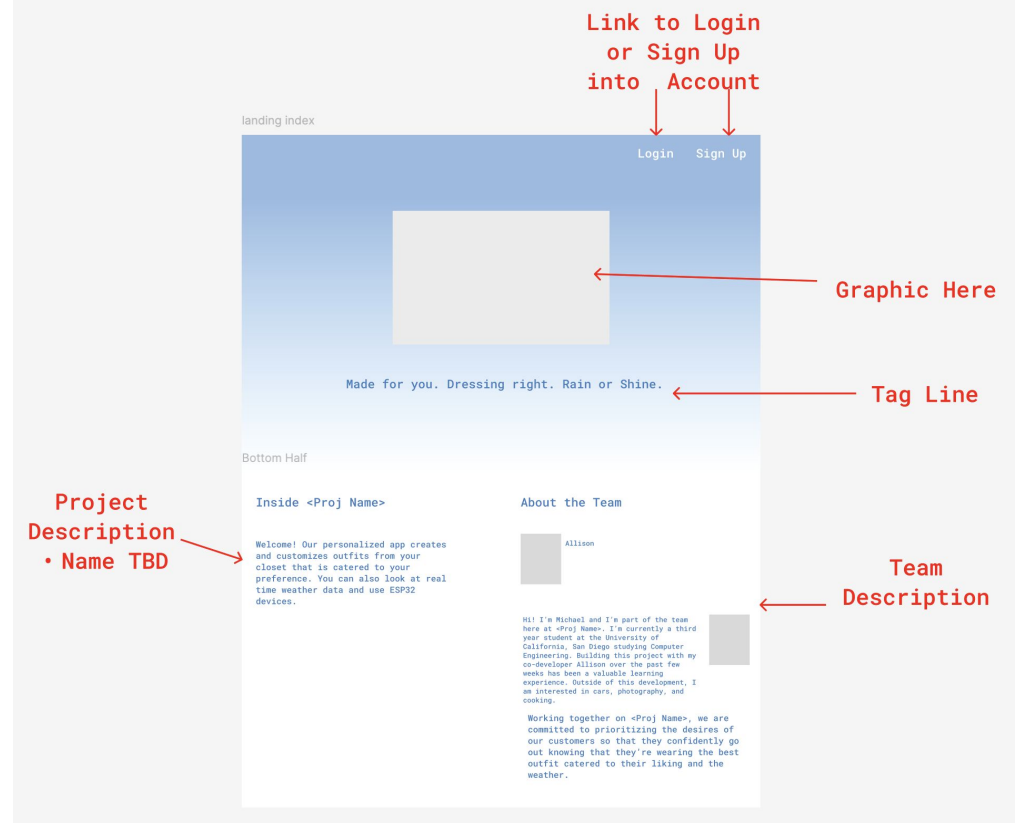 Link to Login
or Sign Up
into Account
landing index
Login Sign Up
Graphic Here
Made for you. Dressing right. Rain or Shine.
Tag Line
Bottom Half
Project
Description
• Name TBD
Inside <Proj Name>
Welcome! Our personalized app creates
and customizes outfits from your
closet that is catered to your
preference. You can also look at real
time weather data and use ESP32
devices.
About the Team
Allison
Team
Description
Hi! I'm Michael and I'm part of the team
here at <Proj Name>. I'm currently a third
year student at the University of
California, San Diego studying Computer
Engineering. Building this project with my
co-developer Allison over the past few
weeks has been a valuable learning
experience. Outside of this development, I
am interested in cars, photography, and
cooking.
Working together on <Proj Name>, we are
committed to prioritizing the desires of
our customers so that they confidently go
out knowing that they're wearing the best
outfit catered to their liking and the
weather.